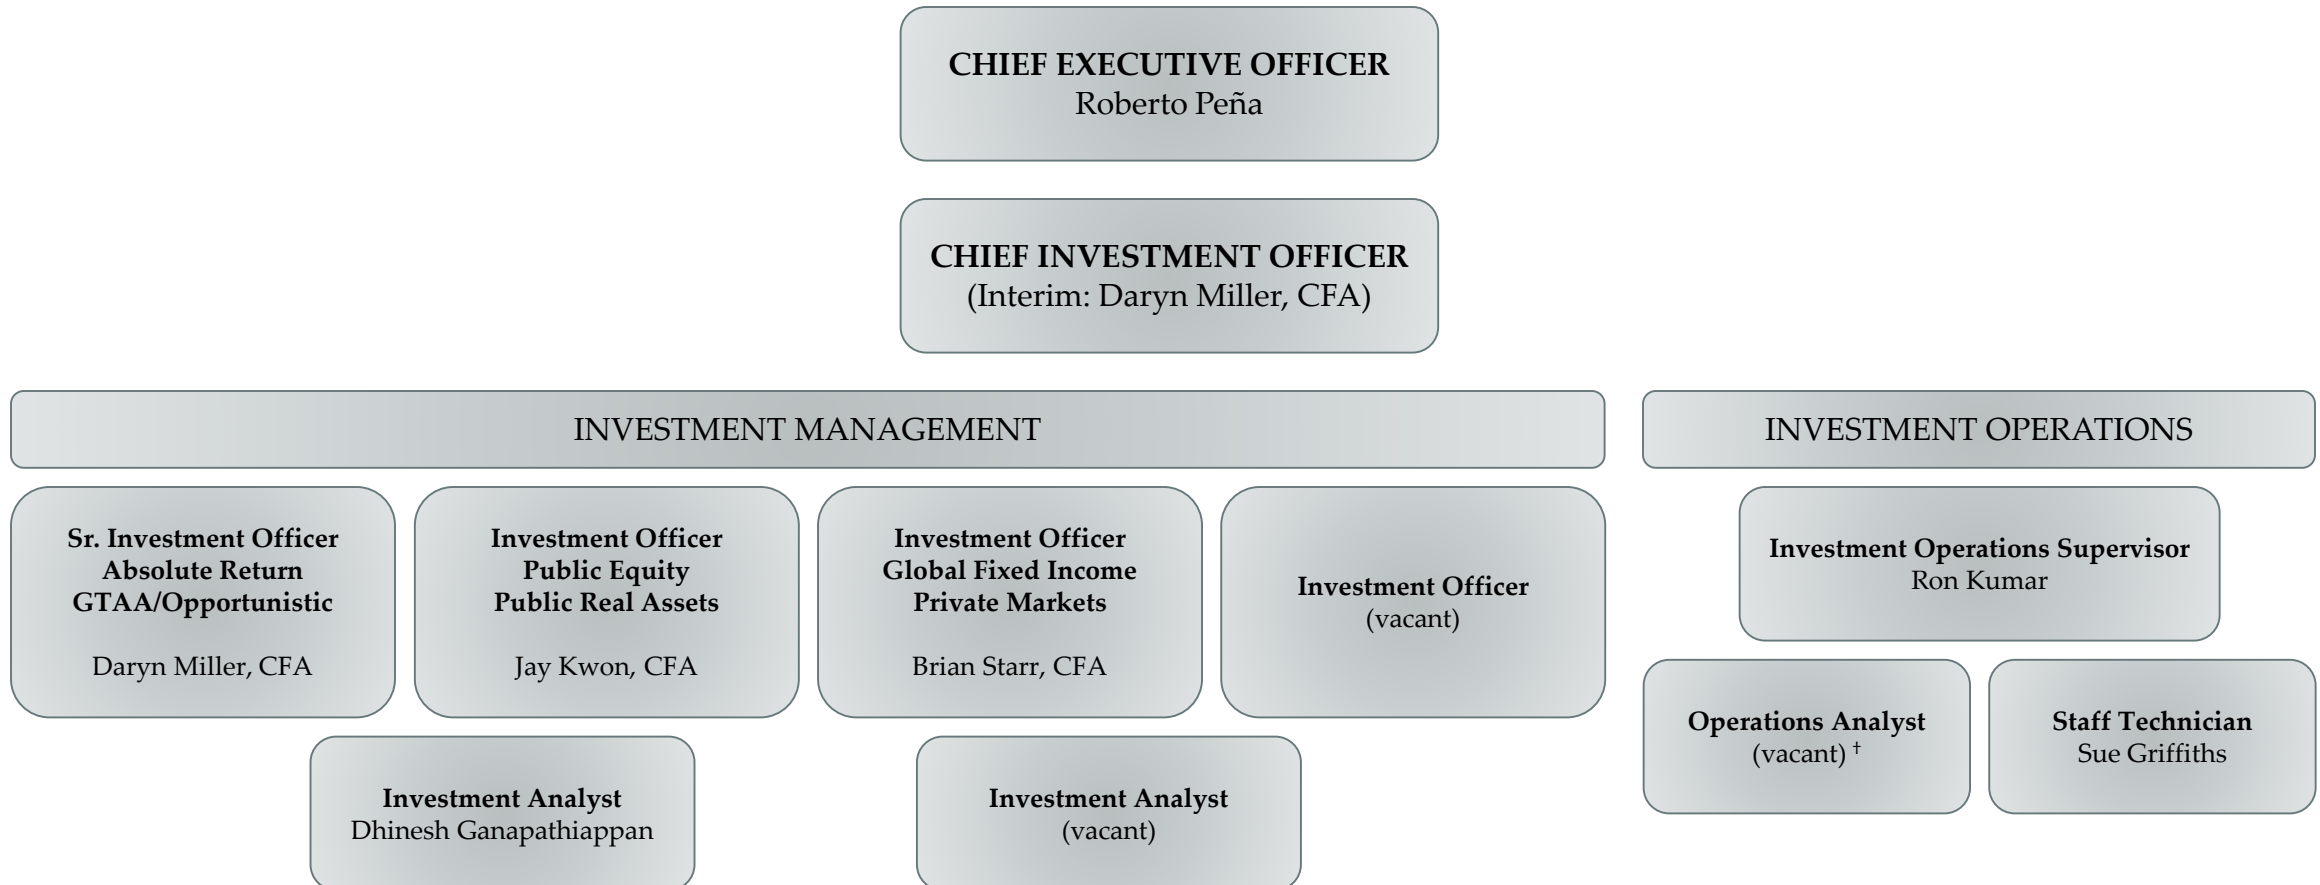 CHIEF EXECUTIVE OFFICER
Roberto Peña
CHIEF INVESTMENT OFFICER
(Interim: Daryn Miller, CFA)
INVESTMENT MANAGEMENT
INVESTMENT OPERATIONS
Sr. Investment Officer
Absolute Return
GTAA/Opportunistic
Daryn Miller, CFA
Investment Officer
Public Equity
Public Real Assets
Jay Kwon, CFA
Investment Officer
Global Fixed Income
Private Markets
Brian Starr, CFA
Investment Officer
(vacant)
Investment Operations Supervisor
Ron Kumar
Operations Analyst
(vacant) †
Staff Technician
Sue Griffiths
Investment Analyst
Dhinesh Ganapathiappan
Investment Analyst
(vacant)